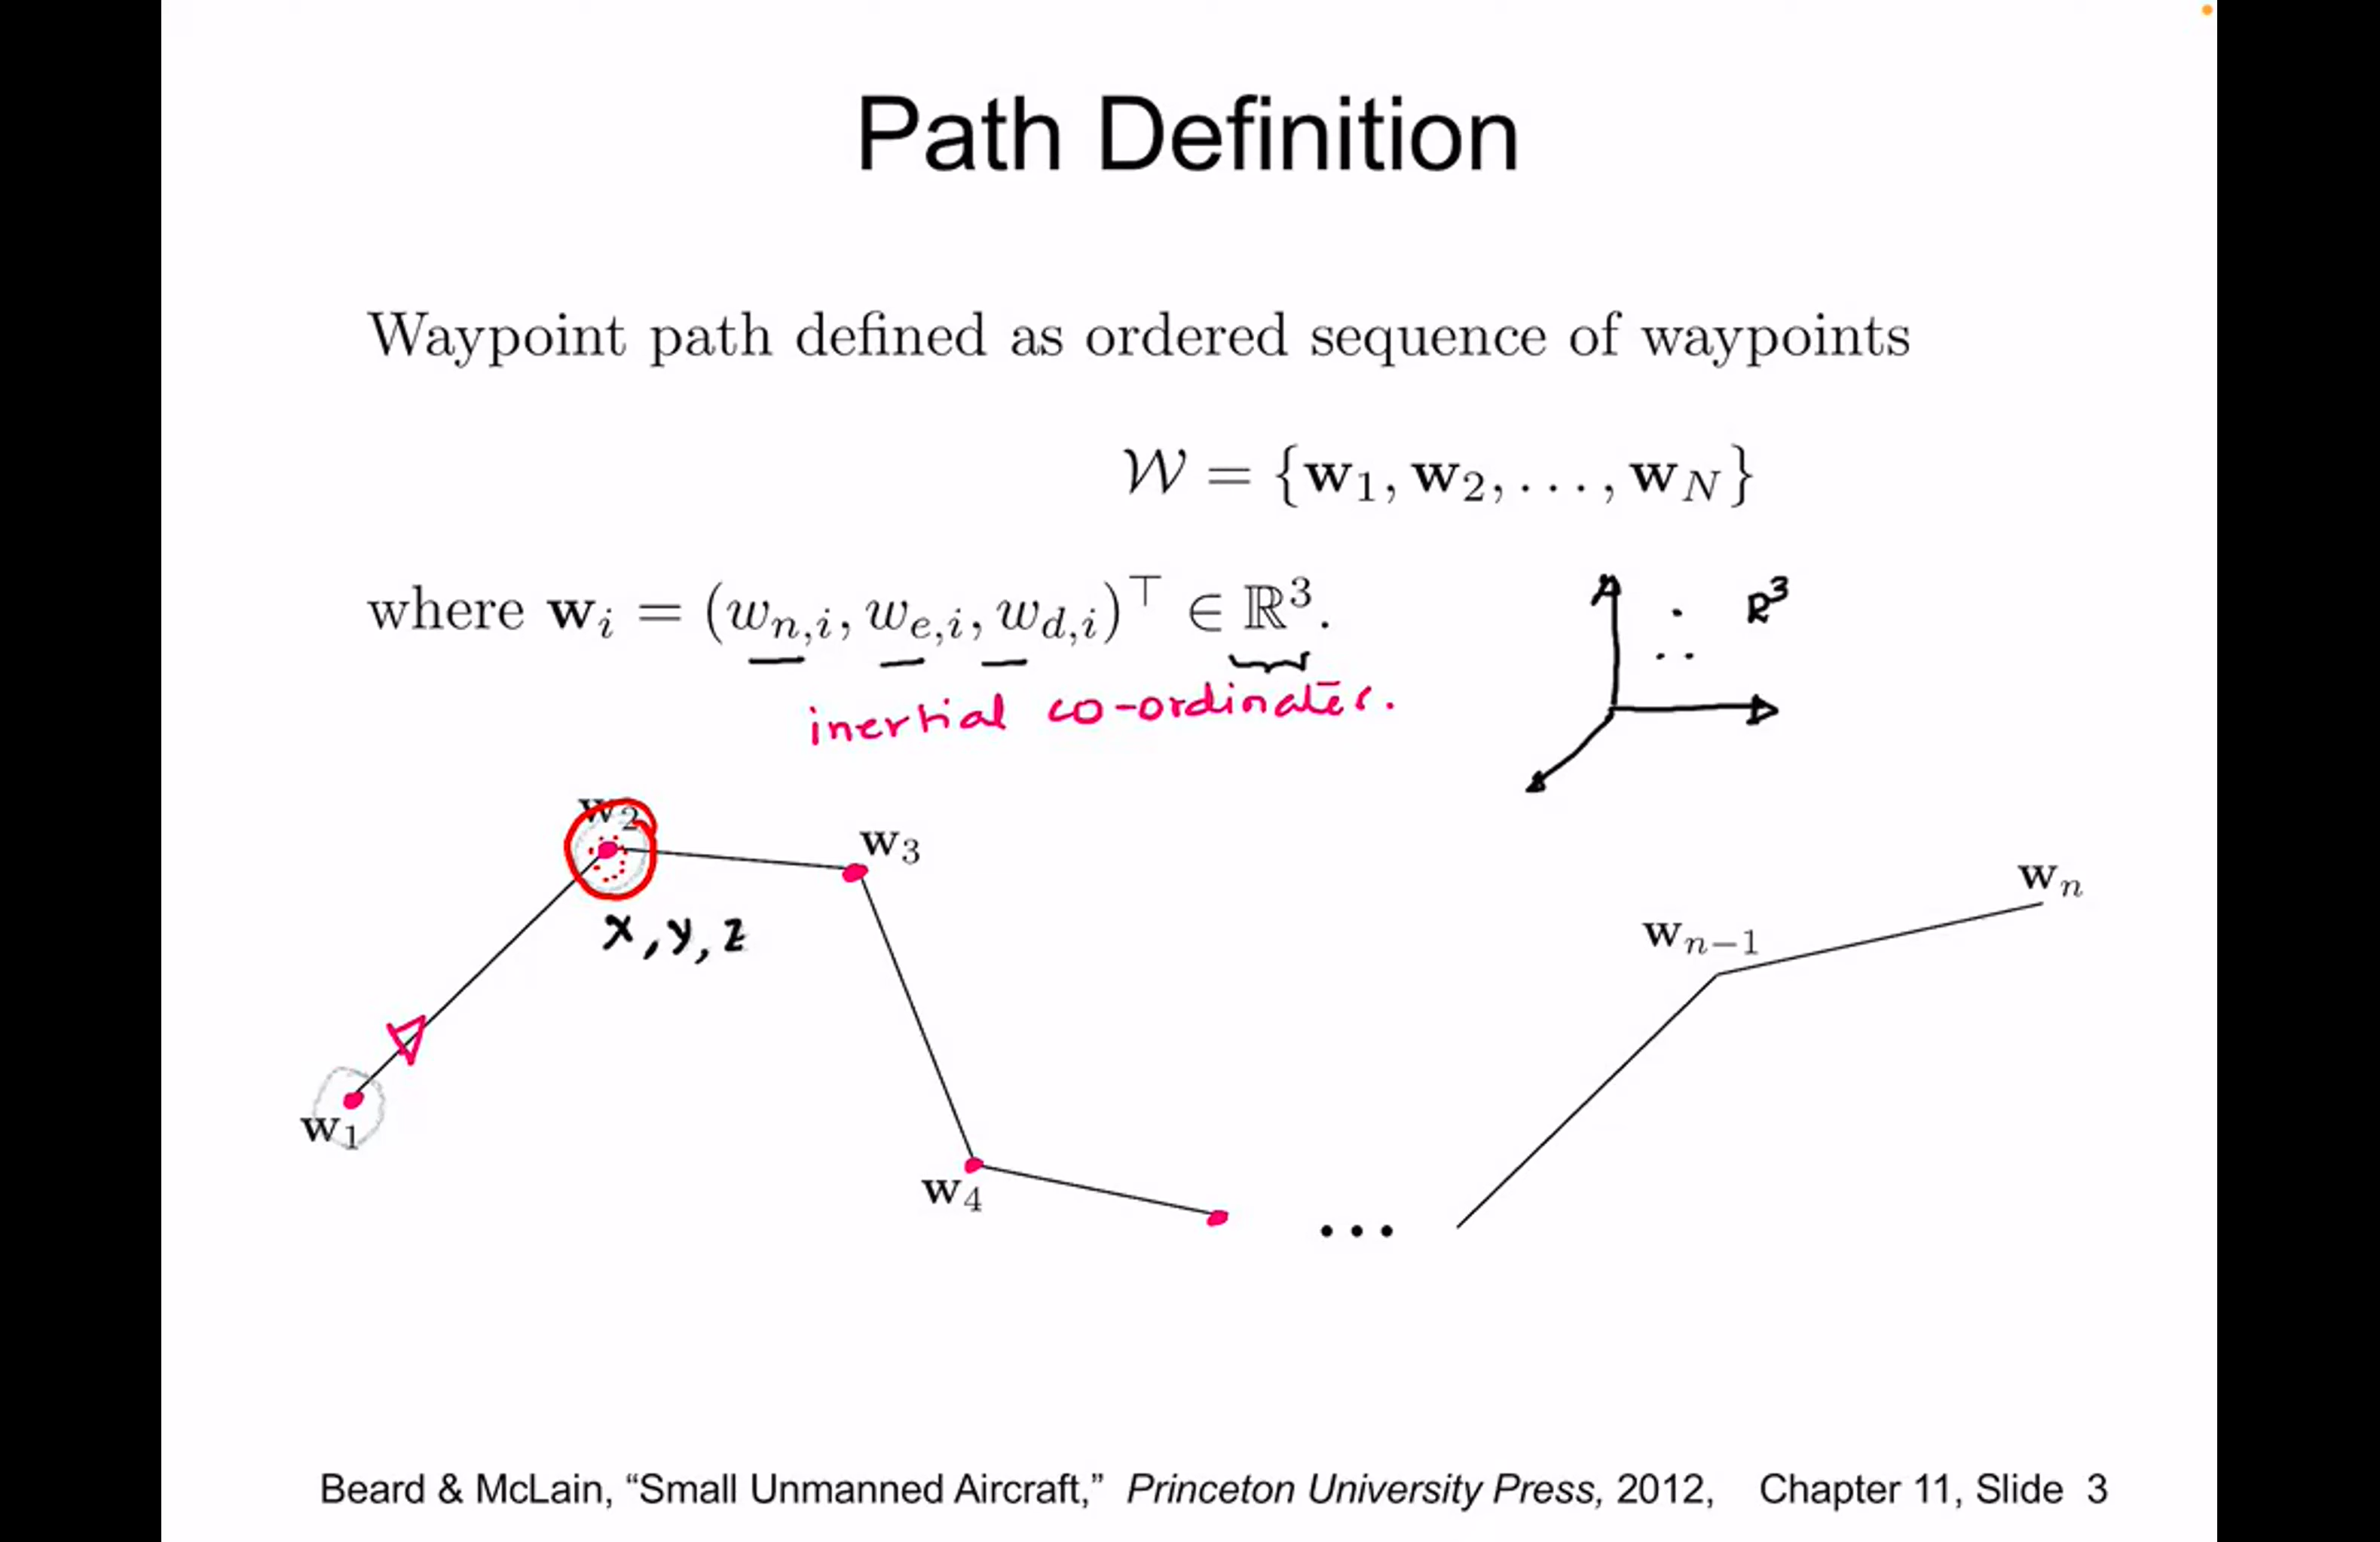 Path Definition
Waypoint path defined as ordered sequence of waypoints
𝒲 = {w₁, w₂, . . . , w_N}
where w_i = (w_{n,i}, w_{e,i}, w_{d,i})^⊤ ∈ ℝ³.
R³
inertial co-ordinates.
w₂
w₃
x, y, z
w_n
w_{n−1}
w₁
w₄
...
Beard & McLain, “Small Unmanned Aircraft,” Princeton University Press, 2012, Chapter 11, Slide 3